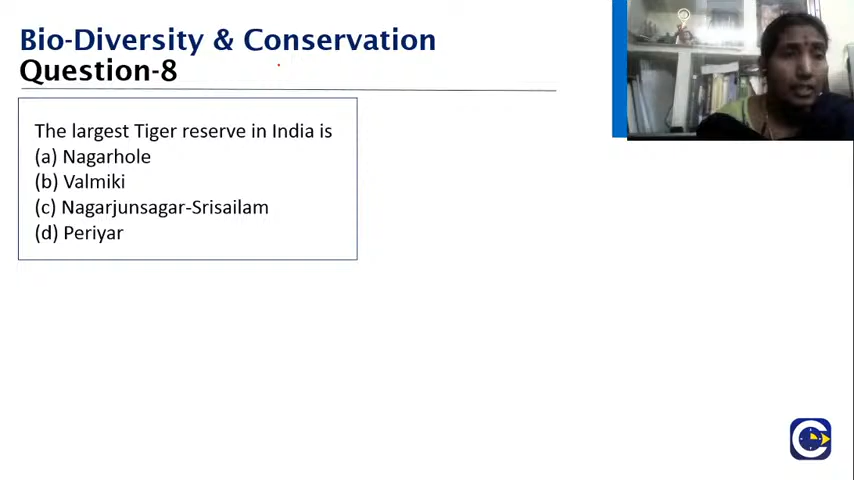 Bio-Diversity & Conservation
Question-8
The largest Tiger reserve in India is
(a) Nagarhole
(b) Valmiki
(c) Nagarjunsagar-Srisailam
(d) Periyar